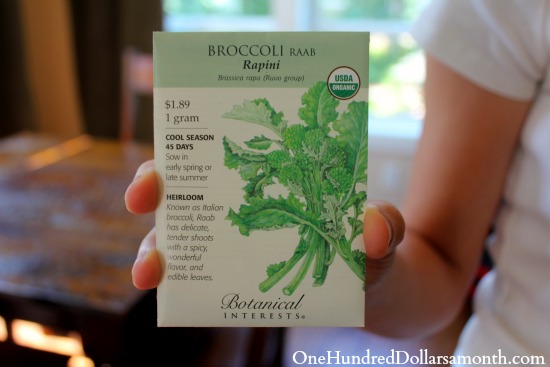 BROCCOLI RAAB
Rapini
Brassica rapa (Ruvo group)
USDA
ORGANIC
$1.89
1 gram
COOL SEASON
45 DAYS
Sow in
early spring or
late summer
HEIRLOOM
Known as Italian
broccoli, Raab
has delicate,
tender shoots
with a spicy,
wonderful
flavor, and
edible leaves.
Botanical
INTERESTS®
OneHundredDollarsamonth.com